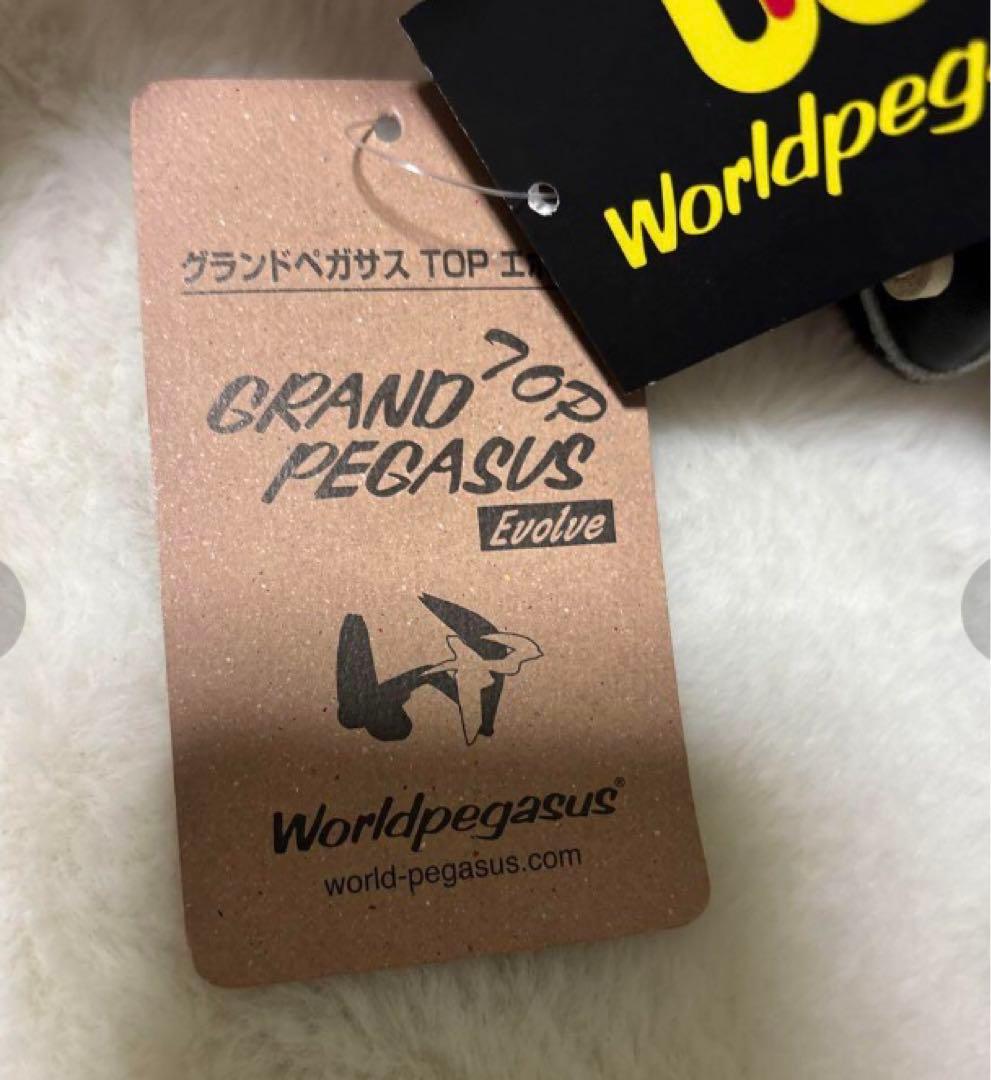 Worldpeg
グランドペガサス TOP エボ
GRAND TOP
PEGASUS
Evolve
Worldpegasus®
world-pegasus.com